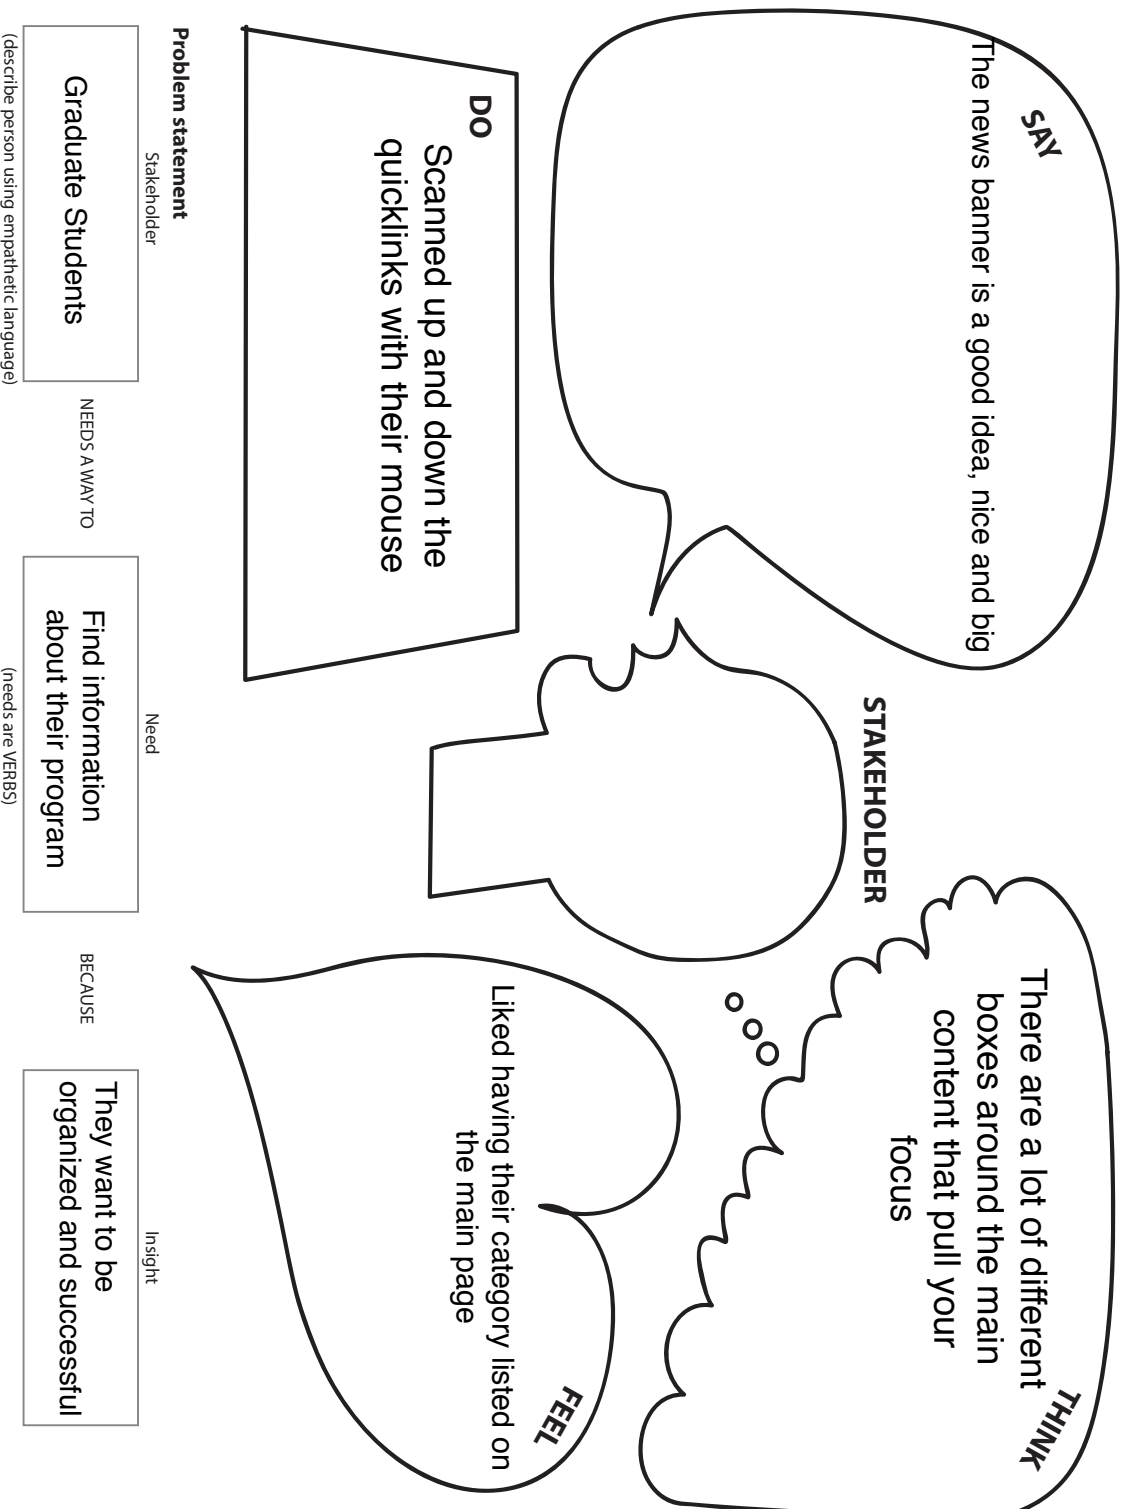 SAY
The news banner is a good idea, nice and big
THINK
There are a lot of different
boxes around the main
content that pull your
focus
STAKEHOLDER
DO
Scanned up and down the
quicklinks with their mouse
FEEL
Liked having their category listed on
the main page
Problem statement
Stakeholder
Graduate Students
(describe person using empathetic language)
NEEDS A WAY TO
Need
Find information
about their program
(needs are VERBS)
BECAUSE
Insight
They want to be
organized and successful